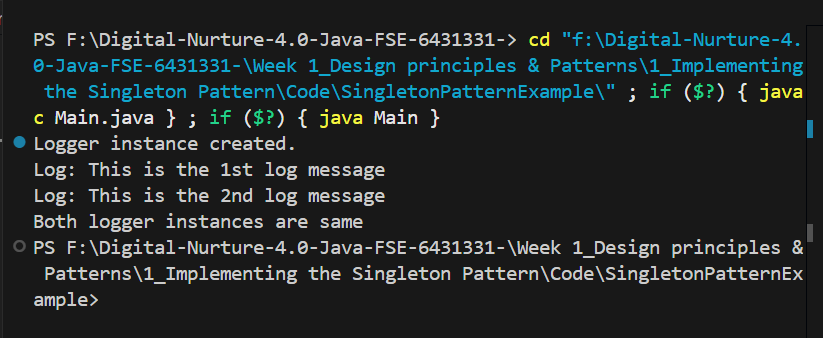 PS F:\Digital-Nurture-4.0-Java-FSE-6431331-> cd "f:\Digital-Nurture-4.
0-Java-FSE-6431331-\Week 1_Design principles & Patterns\1_Implementing
 the Singleton Pattern\Code\SingletonPatternExample\" ; if ($?) { java
c Main.java } ; if ($?) { java Main }
Logger instance created.
Log: This is the 1st log message
Log: This is the 2nd log message
Both logger instances are same
PS F:\Digital-Nurture-4.0-Java-FSE-6431331-\Week 1_Design principles &
 Patterns\1_Implementing the Singleton Pattern\Code\SingletonPatternEx
ample>